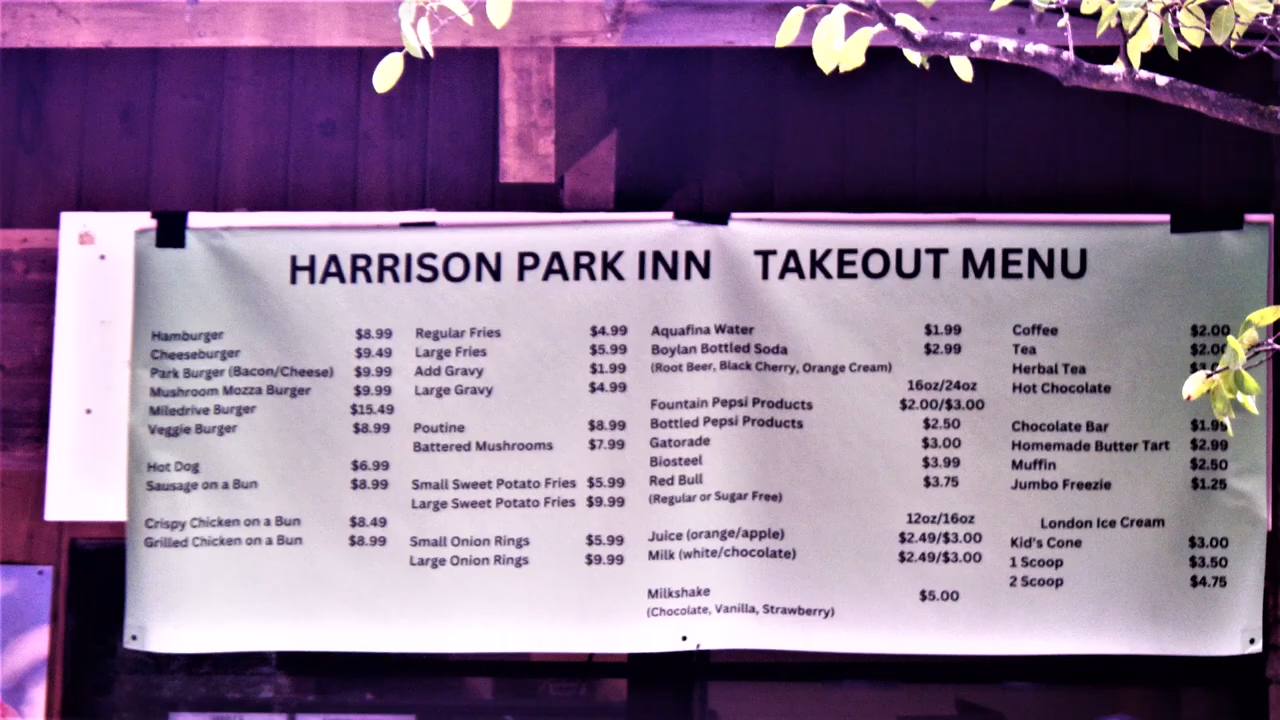 HARRISON PARK INN TAKEOUT MENU
Hamburger $8.99
Cheeseburger $9.49
Park Burger (Bacon/Cheese) $9.99
Mushroom Mozza Burger $9.99
Miledrive Burger $15.49
Veggie Burger $8.99
Hot Dog $6.99
Sausage on a Bun $8.99
Crispy Chicken on a Bun $8.49
Grilled Chicken on a Bun $8.99
Regular Fries $4.99
Large Fries $5.99
Add Gravy $1.99
Large Gravy $4.99
Poutine $8.99
Battered Mushrooms $7.99
Small Sweet Potato Fries $5.99
Large Sweet Potato Fries $9.99
Small Onion Rings $5.99
Large Onion Rings $9.99
Aquafina Water $1.99
Boylan Bottled Soda $2.99
(Root Beer, Black Cherry, Orange Cream)
16oz/24oz
Fountain Pepsi Products $2.00/$3.00
Bottled Pepsi Products $2.50
Gatorade $3.00
Biosteel $3.99
Red Bull $3.75
(Regular or Sugar Free)
12oz/16oz
Juice (orange/apple) $2.49/$3.00
Milk (white/chocolate) $2.49/$3.00
Milkshake $5.00
(Chocolate, Vanilla, Strawberry)
Coffee $2.00
Tea $2.00
Herbal Tea
Hot Chocolate
Chocolate Bar $1.99
Homemade Butter Tart $2.99
Muffin $2.50
Jumbo Freezie $1.25
London Ice Cream
Kid's Cone $3.00
1 Scoop $3.50
2 Scoop $4.75